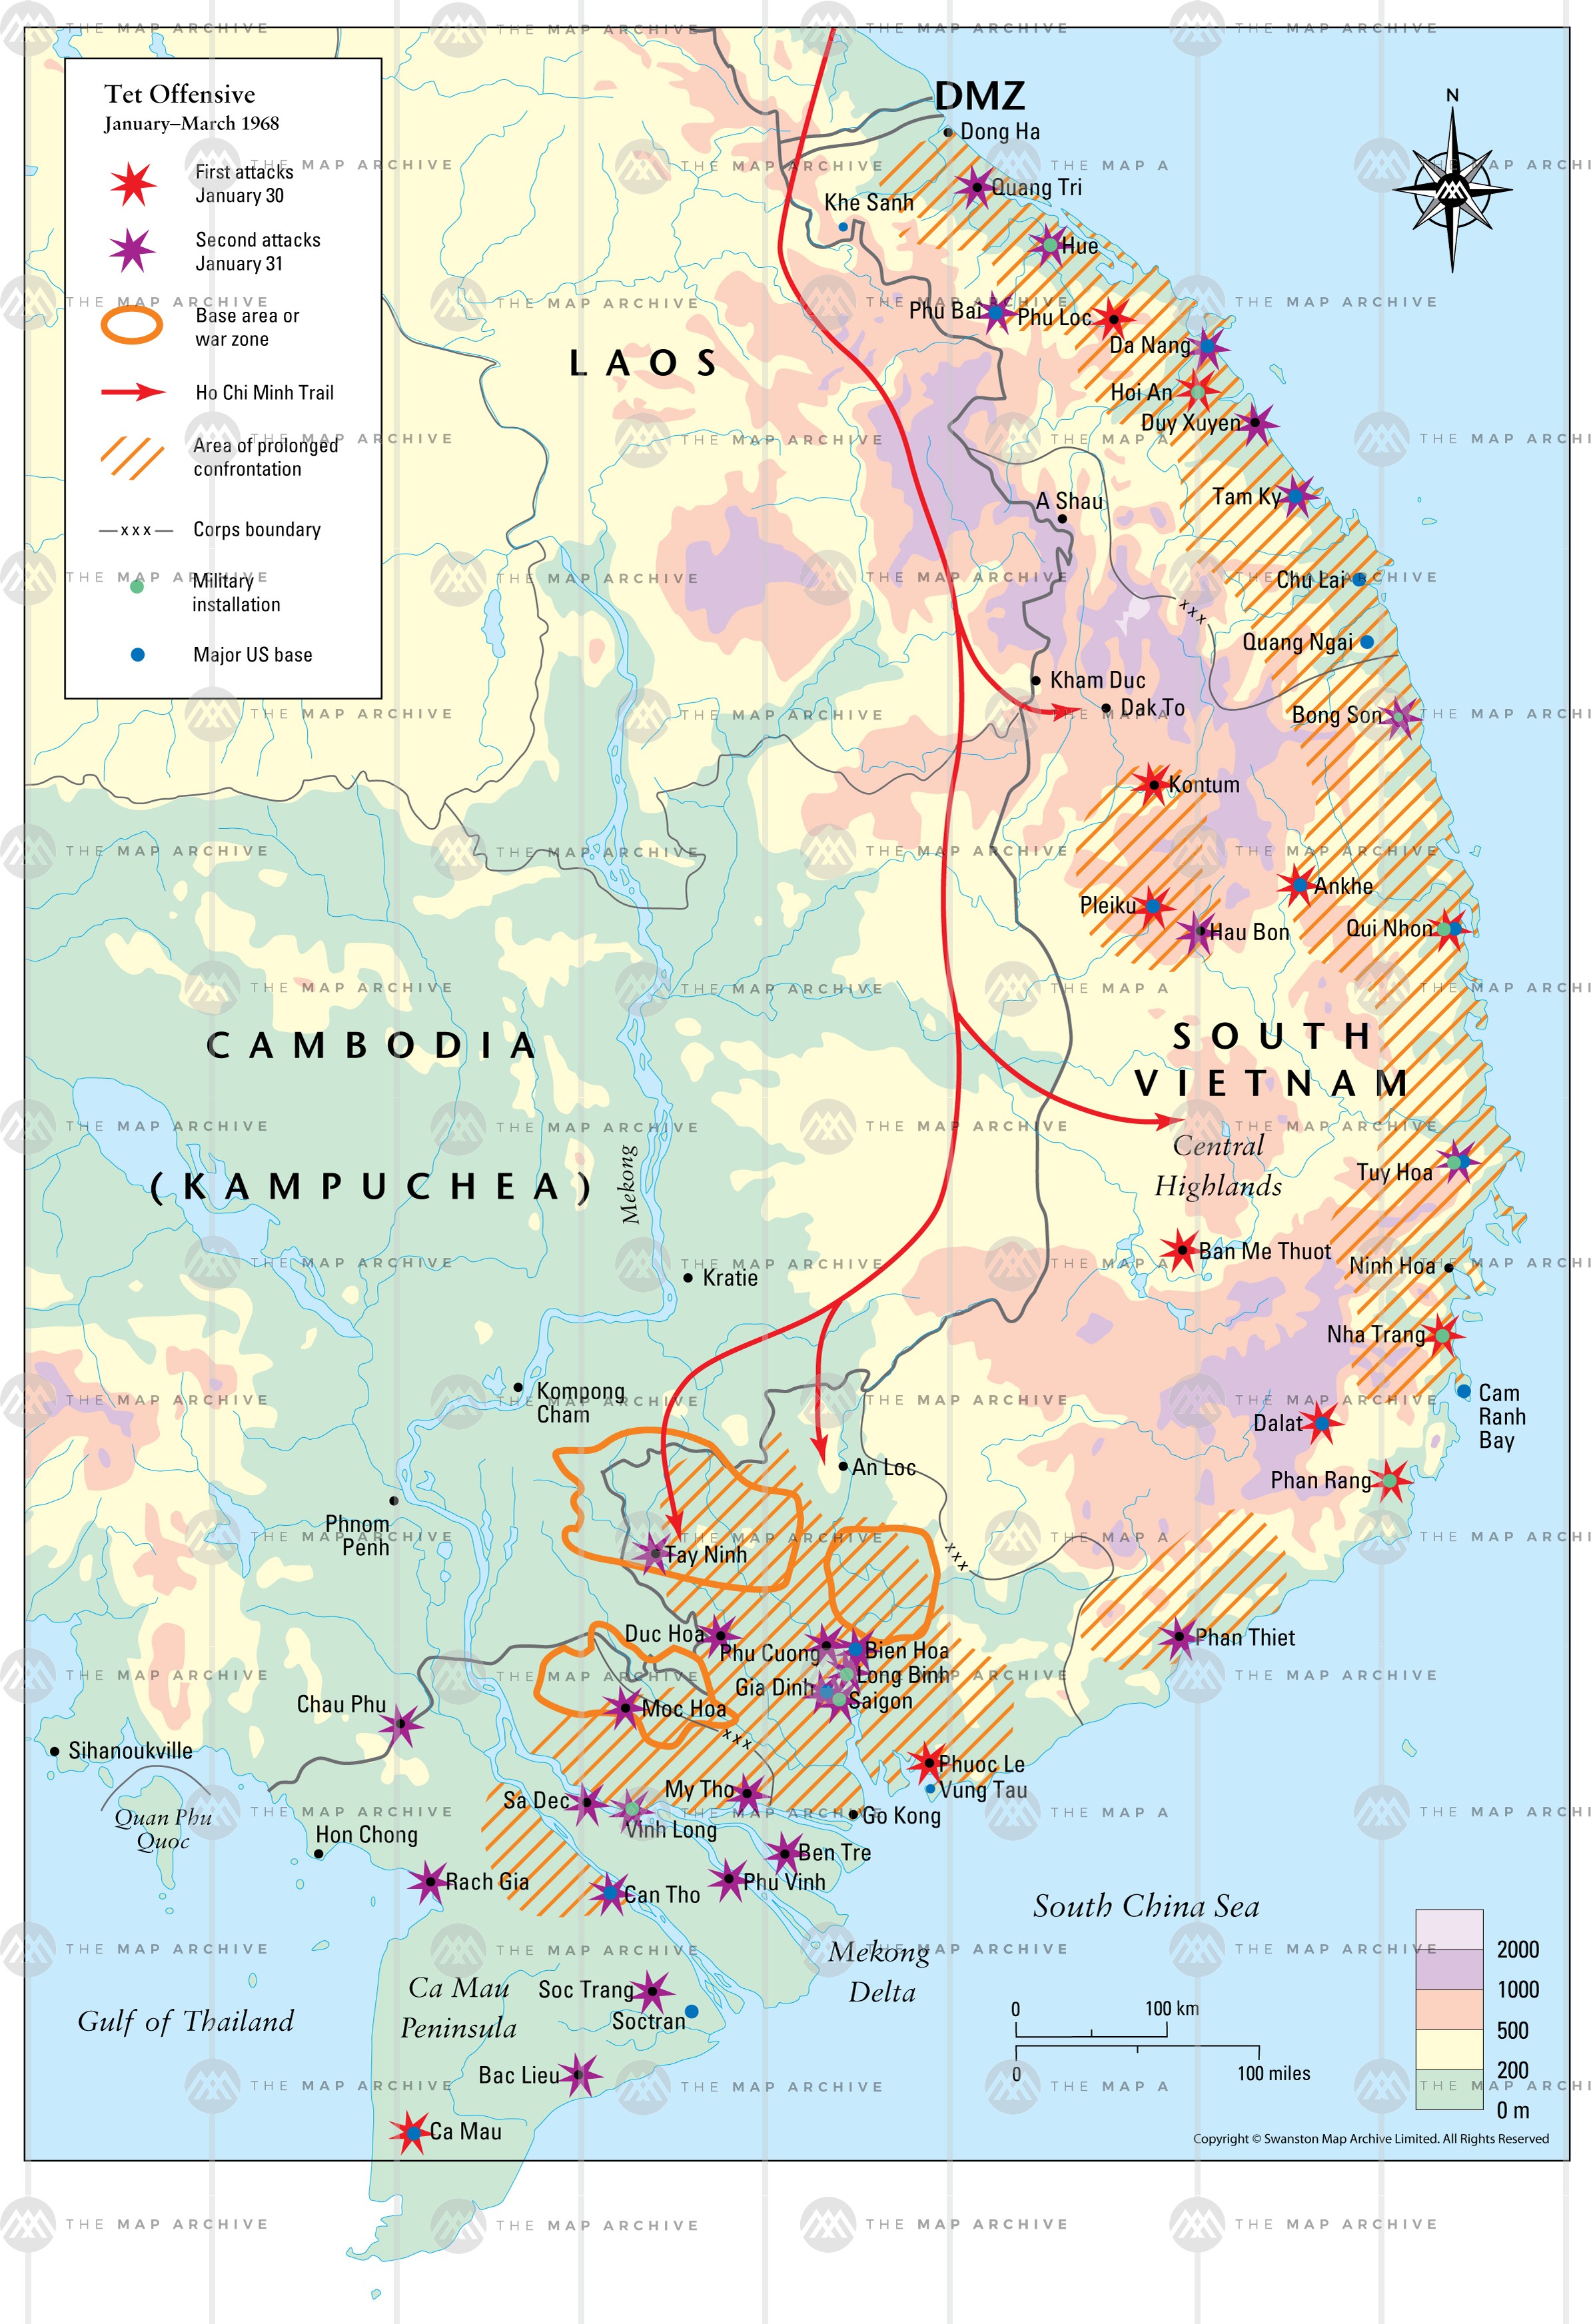 Tet Offensive
January–March 1968
First attacks
January 30
Second attacks
January 31
Base area or
war zone
Ho Chi Minh Trail
Area of prolonged
confrontation
xxx
Corps boundary
Military
installation
Major US base
N
DMZ
Dong Ha
Quang Tri
Khe Sanh
Hue
Phu Bai
Phu Loc
Da Nang
LAOS
Hoi An
Duy Xuyen
Tam Ky
A Shau
Chu Lai
xxx
Quang Ngai
Kham Duc
Dak To
Bong Son
Kontum
Ankhe
Pleiku
Hau Bon
Qui Nhon
CAMBODIA
(KAMPUCHEA)
SOUTH
VIETNAM
Central
Highlands
Mekong
Tuy Hoa
Ban Me Thuot
Ninh Hoa
Kratie
Nha Trang
Kompong
Cham
Cam
Ranh
Bay
Dalat
An Loc
Phan Rang
Phnom
Penh
Tay Ninh
xxx
Duc Hoa
Phu Cuong
Bien Hoa
Long Binh
Gia Dinh
Saigon
Phan Thiet
Chau Phu
Moc Hoa
xxx
Sihanoukville
Phuoc Le
Vung Tau
Sa Dec
My Tho
Go Kong
Quan Phu
Quoc
Vinh Long
Hon Chong
Ben Tre
Rach Gia
Can Tho
Phu Vinh
South China Sea
Mekong
Delta
Ca Mau
Peninsula
Soc Trang
Soctran
Gulf of Thailand
Bac Lieu
Ca Mau
0
100 km
0
100 miles
2000
1000
500
200
0 m
Copyright © Swanston Map Archive Limited. All Rights Reserved
THE MAP ARCHIVE